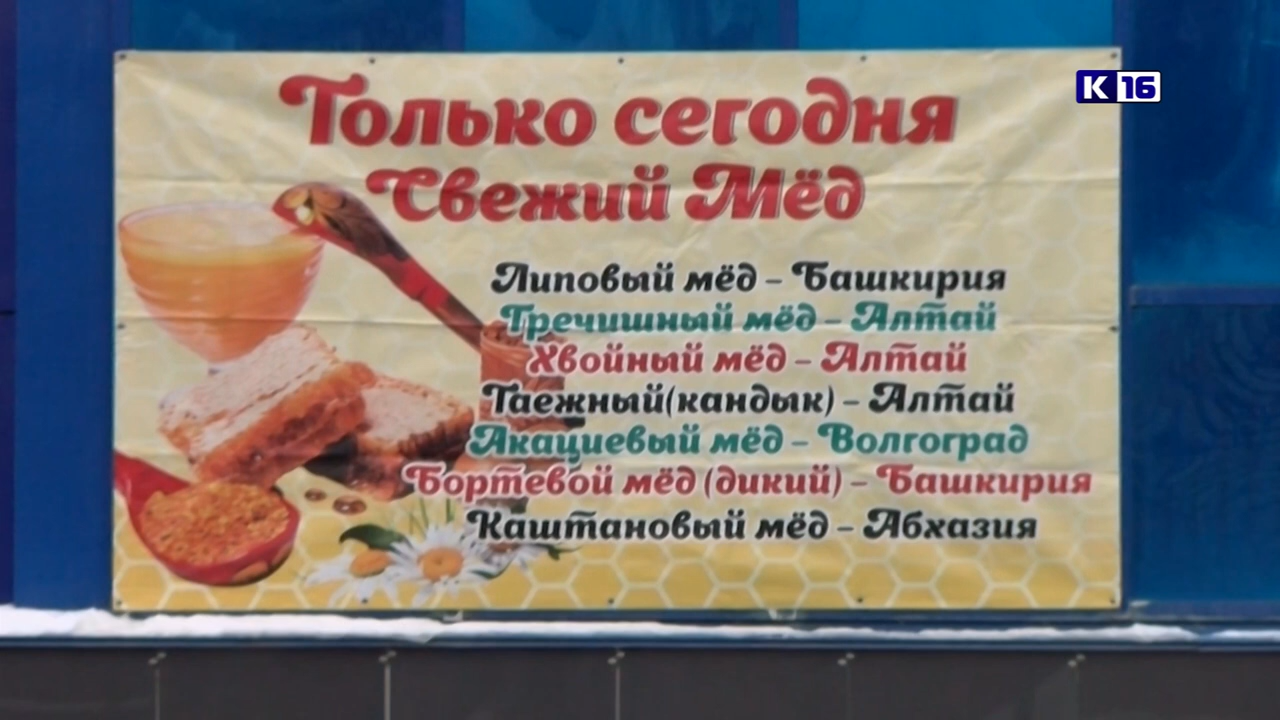 К 16
Только сегодня
Свежий Мёд
Липовый мёд – Башкирия
Гречишный мёд – Алтай
Хвойный мёд – Алтай
Таежный(кандык) – Алтай
Акациевый мёд – Волгоград
Бортевой мёд (дикий) – Башкирия
Каштановый мёд – Абхазия